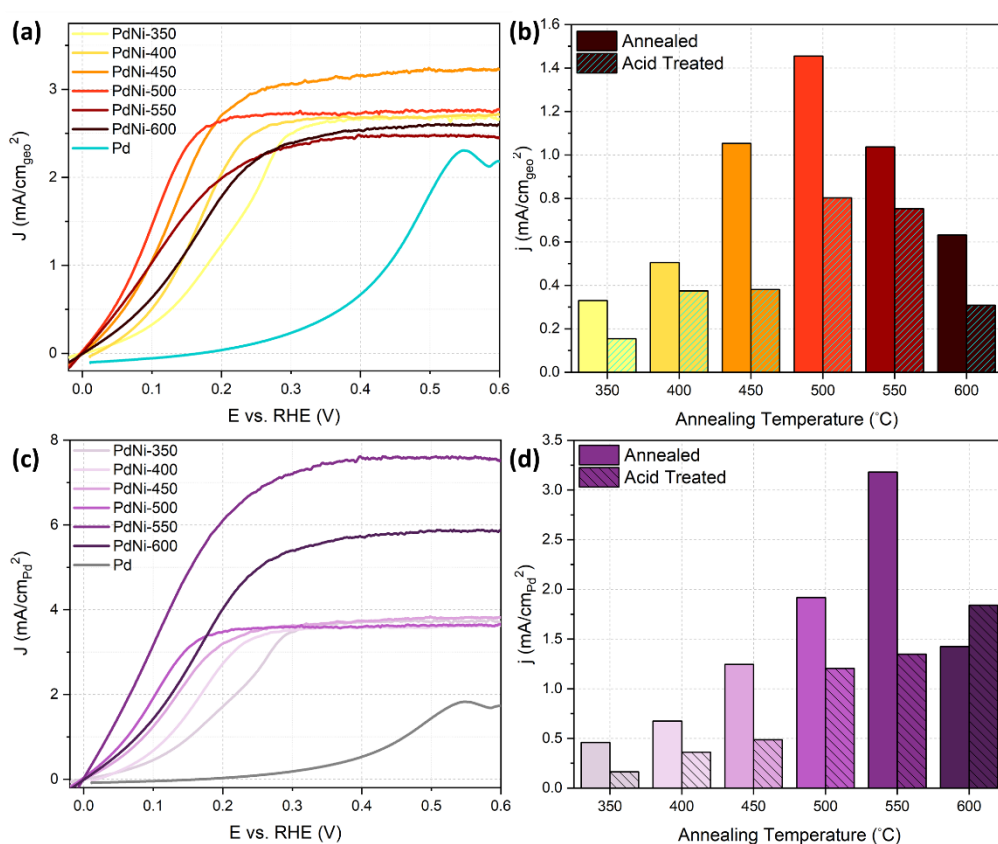 (a)
PdNi-350
PdNi-400
PdNi-450
PdNi-500
PdNi-550
PdNi-600
Pd
J (mA/cm_geo^2)
3
2
1
0
0.0 0.1 0.2 0.3 0.4 0.5 0.6
E vs. RHE (V)
(b)
Annealed
Acid Treated
j (mA/cm_geo^2)
1.6
1.4
1.2
1.0
0.8
0.6
0.4
0.2
0.0
350 400 450 500 550 600
Annealing Temperature (°C)
(c)
PdNi-350
PdNi-400
PdNi-450
PdNi-500
PdNi-550
PdNi-600
Pd
J (mA/cm_Pd^2)
8
6
4
2
0
0.0 0.1 0.2 0.3 0.4 0.5 0.6
E vs. RHE (V)
(d)
Annealed
Acid Treated
j (mA/cm_Pd^2)
3.5
3.0
2.5
2.0
1.5
1.0
0.5
0.0
350 400 450 500 550 600
Annealing Temperature (°C)